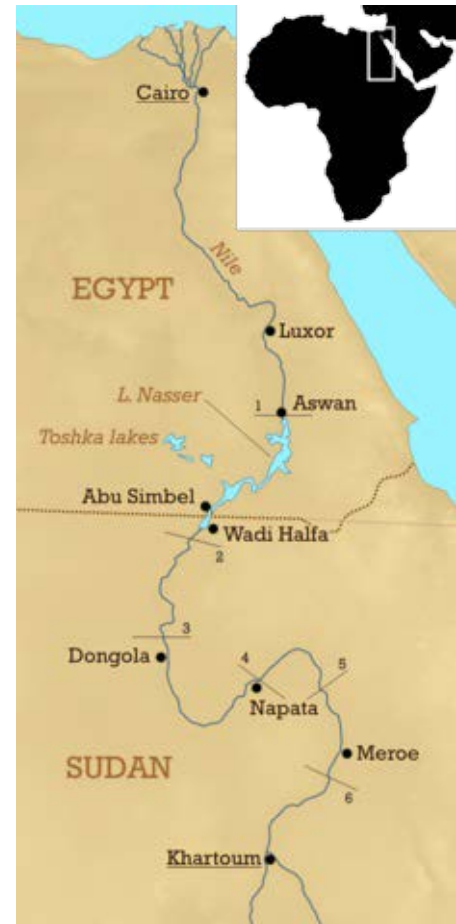 Cairo
Nile
EGYPT
Luxor
L. Nasser
1
Aswan
Toshka lakes
Abu Simbel
Wadi Halfa
2
3
Dongola
4
5
Napata
Meroe
SUDAN
6
Khartoum